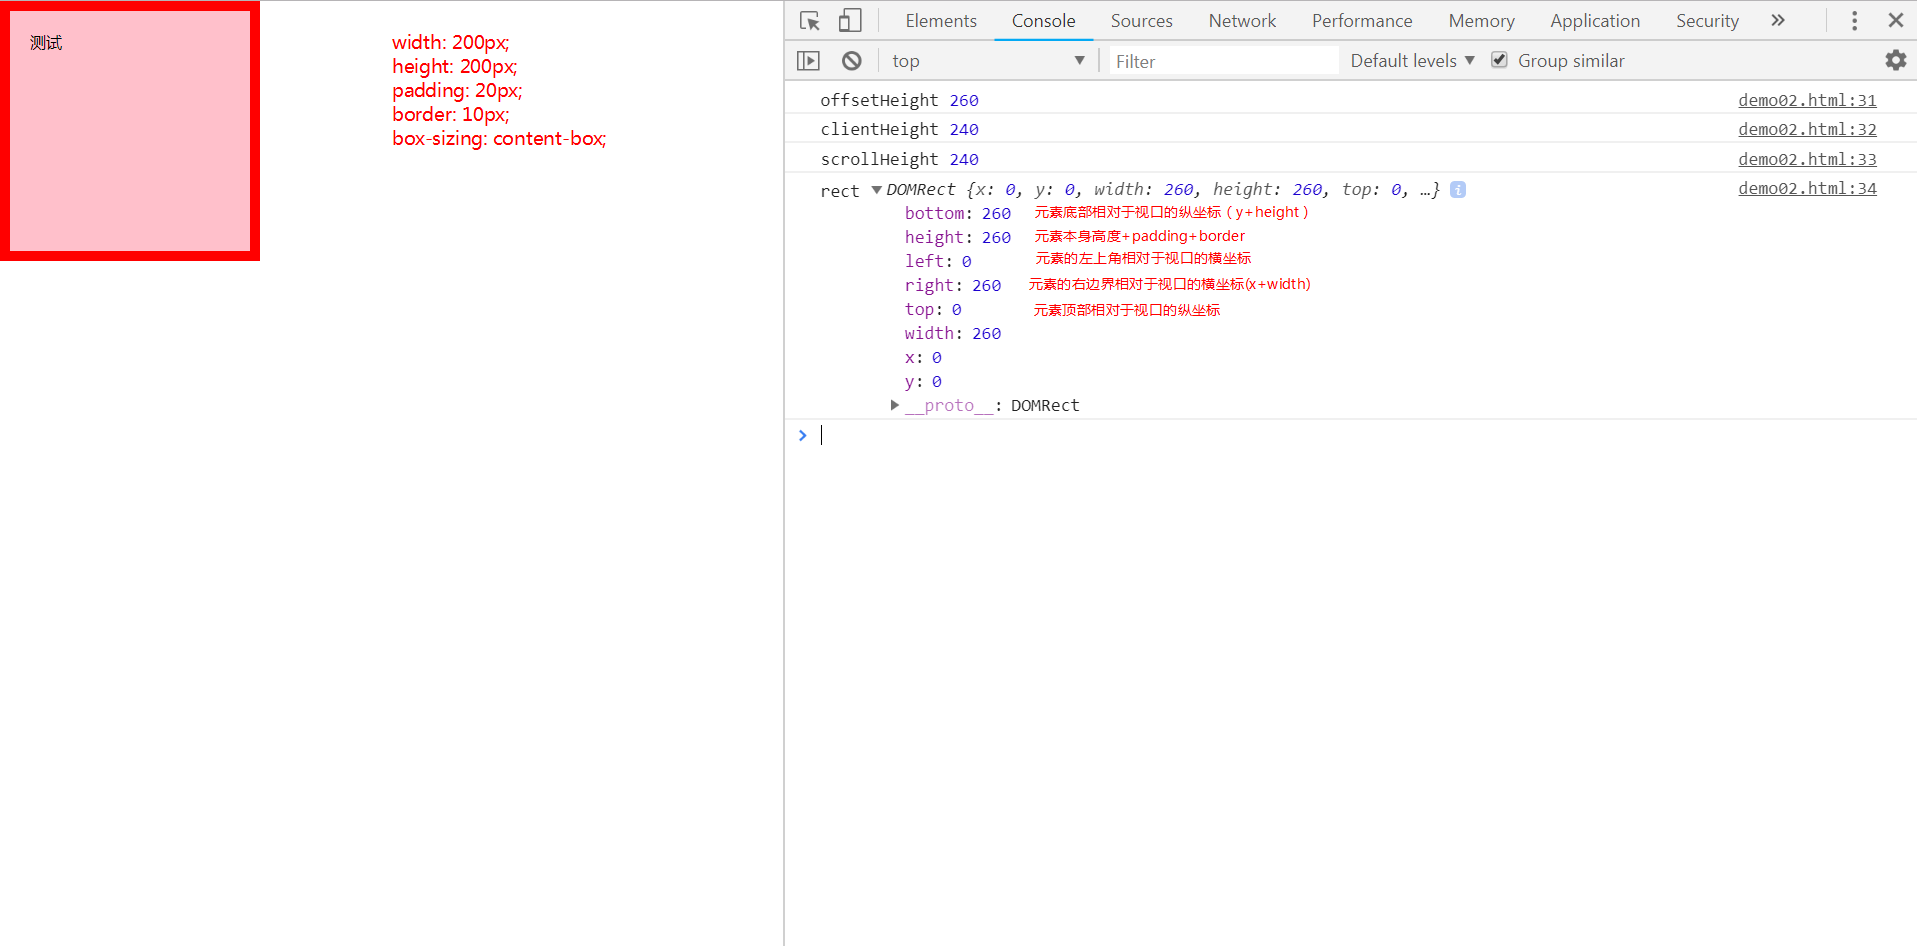 测试
width: 200px;
height: 200px;
padding: 20px;
border: 10px;
box-sizing: content-box;
Elements Console Sources Network Performance Memory Application Security »
top Filter Default levels Group similar
offsetHeight 260 demo02.html:31
clientHeight 240 demo02.html:32
scrollHeight 240 demo02.html:33
rect DOMRect {x: 0, y: 0, width: 260, height: 260, top: 0, …} i demo02.html:34
bottom: 260 元素底部相对于视口的纵坐标（y+height）
height: 260 元素本身高度+padding+border
left: 0 元素的左上角相对于视口的横坐标
right: 260 元素的右边界相对于视口的横坐标(x+width)
top: 0 元素顶部相对于视口的纵坐标
width: 260
x: 0
y: 0
__proto__: DOMRect